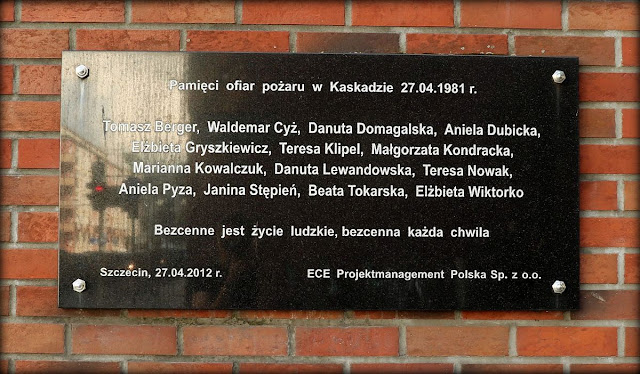 Pamięci ofiar pożaru w Kaskadzie 27.04.1981 r.
Tomasz Berger, Waldemar Cyż, Danuta Domagalska, Aniela Dubicka,
Elżbieta Gryszkiewicz, Teresa Klipel, Małgorzata Kondracka,
Marianna Kowalczuk, Danuta Lewandowska, Teresa Nowak,
Aniela Pyza, Janina Stępień, Beata Tokarska, Elżbieta Wiktorko
Bezcenne jest życie ludzkie, bezcenna każda chwila
Szczecin, 27.04.2012 r. ECE Projektmanagement Polska Sp. z o.o.